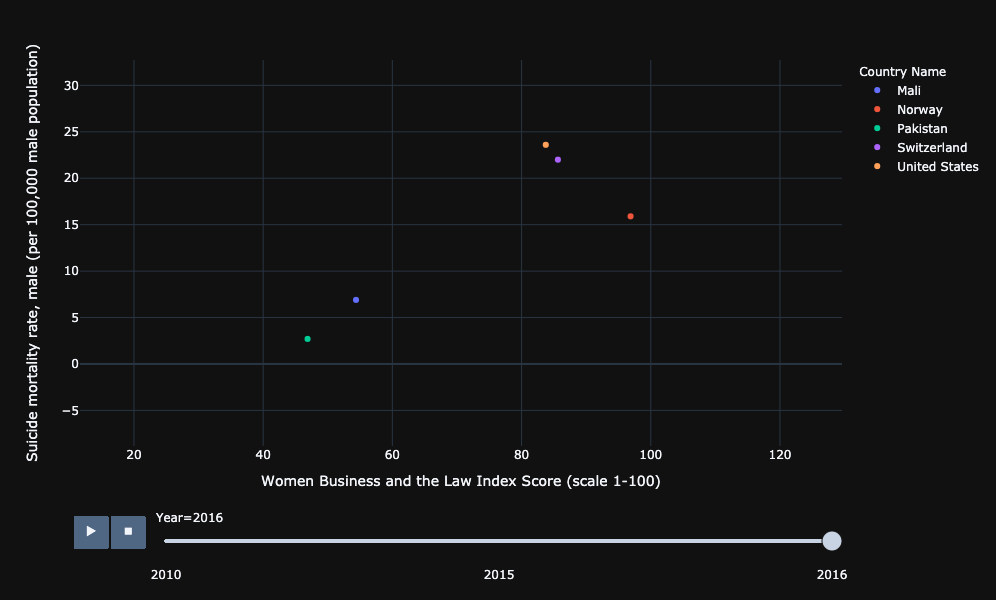 Suicide mortality rate, male (per 100,000 male population)
30
25
20
15
10
5
0
−5
20 40 60 80 100 120
Women Business and the Law Index Score (scale 1-100)
Country Name
Mali
Norway
Pakistan
Switzerland
United States
Year=2016
2010 2015 2016